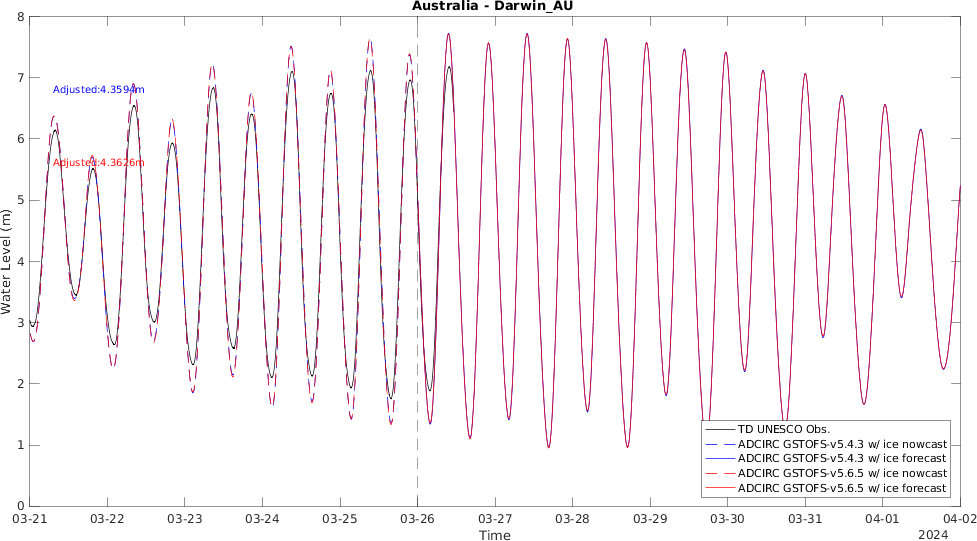 Australia - Darwin_AU
8
7
Adjusted:4.3594m
6
Adjusted:4.3626m
5
4
3
2
1
0
Water Level (m)
TD UNESCO Obs.
ADCIRC GSTOFS-v5.4.3 w/ ice nowcast
ADCIRC GSTOFS-v5.4.3 w/ ice forecast
ADCIRC GSTOFS-v5.6.5 w/ ice nowcast
ADCIRC GSTOFS-v5.6.5 w/ ice forecast
03-21 03-22 03-23 03-24 03-25 03-26 03-27 03-28 03-29 03-30 03-31 04-01 04-02
Time
2024